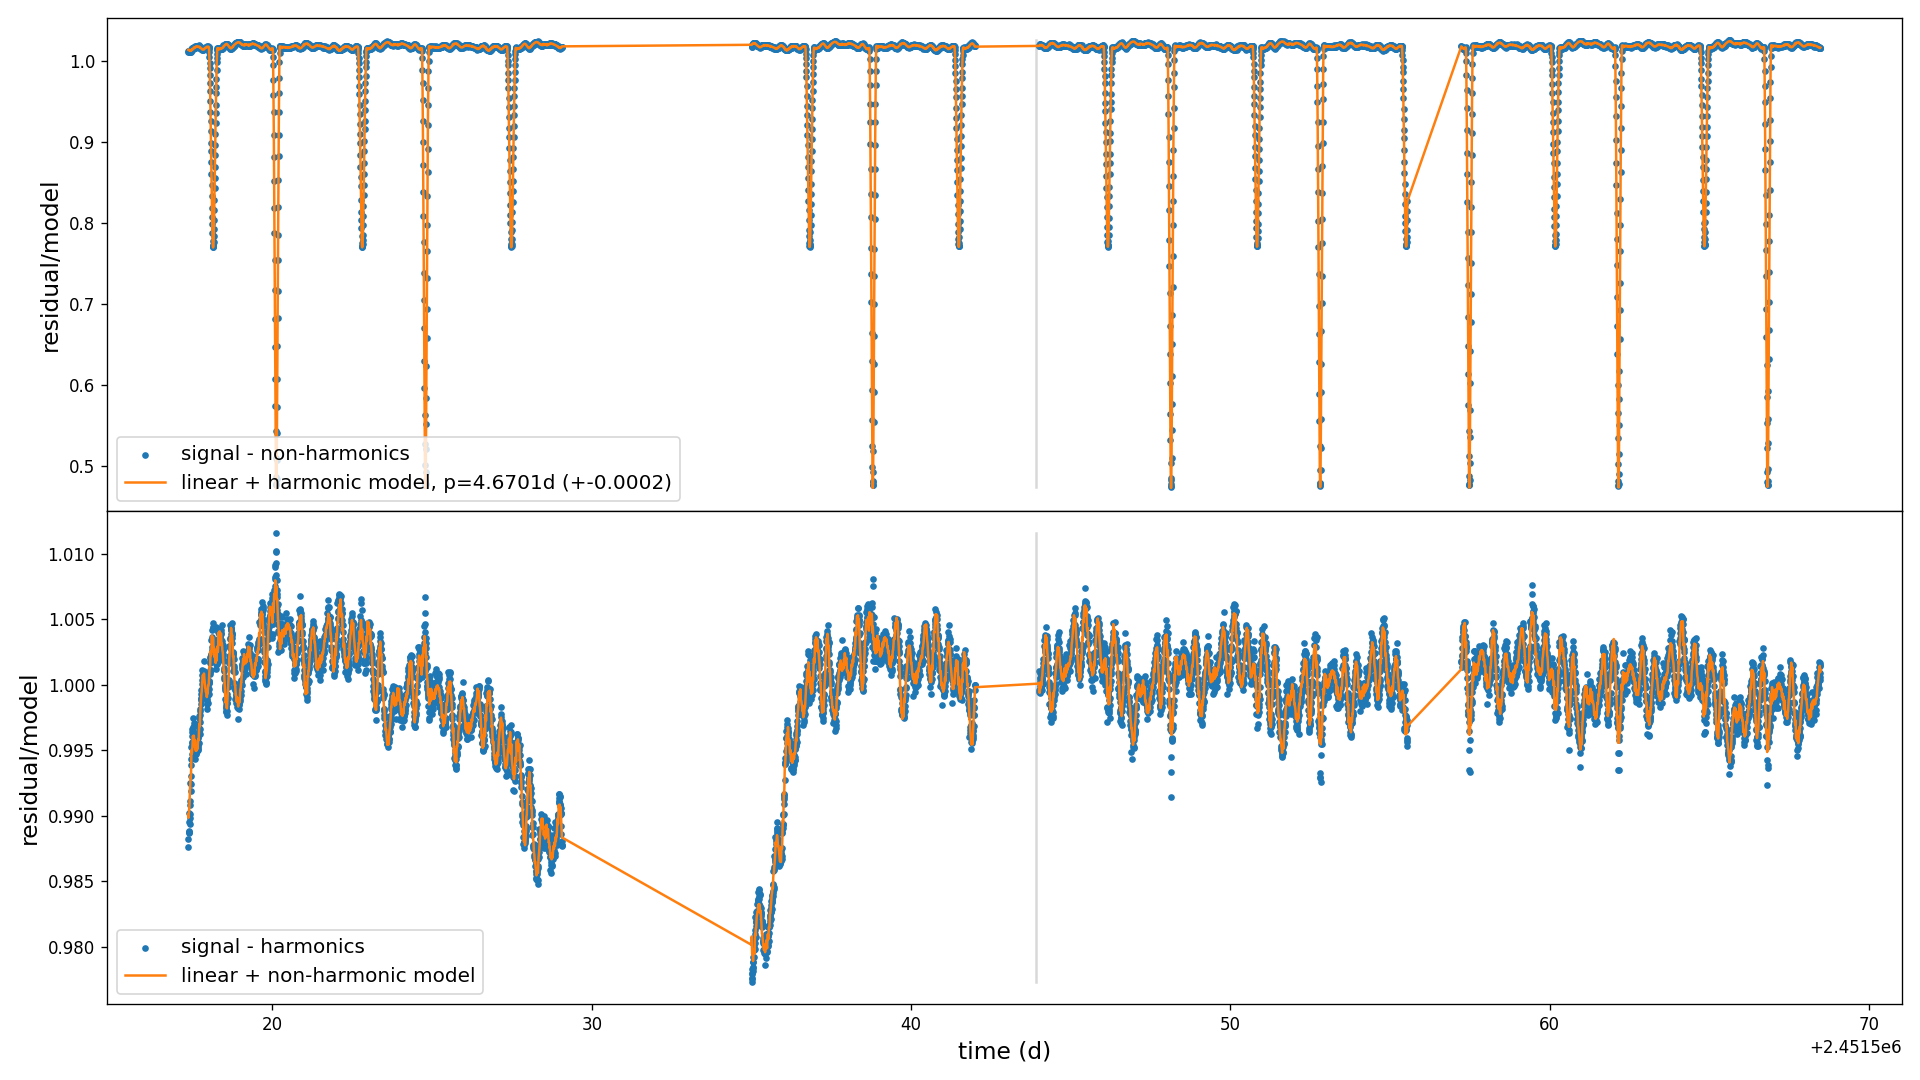 1.0
0.9
0.8
0.7
0.6
0.5
residual/model
signal - non-harmonics
linear + harmonic model, p=4.6701d (+-0.0002)
1.010
1.005
1.000
0.995
0.990
0.985
0.980
residual/model
signal - harmonics
linear + non-harmonic model
20 30 40 50 60 70
time (d)
+2.4515e6